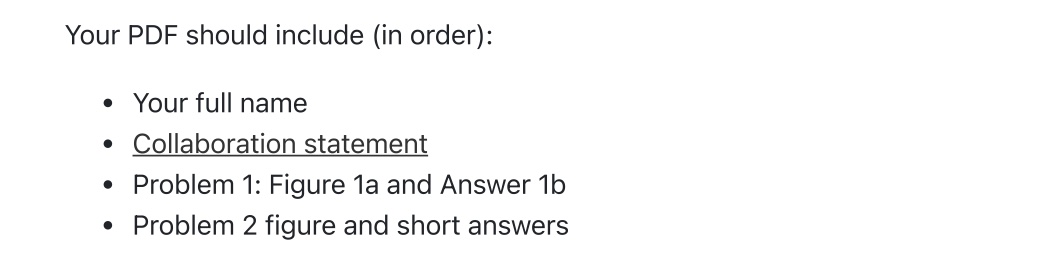 Your PDF should include (in order):
• Your full name
• Collaboration statement
• Problem 1: Figure 1a and Answer 1b
• Problem 2 figure and short answers